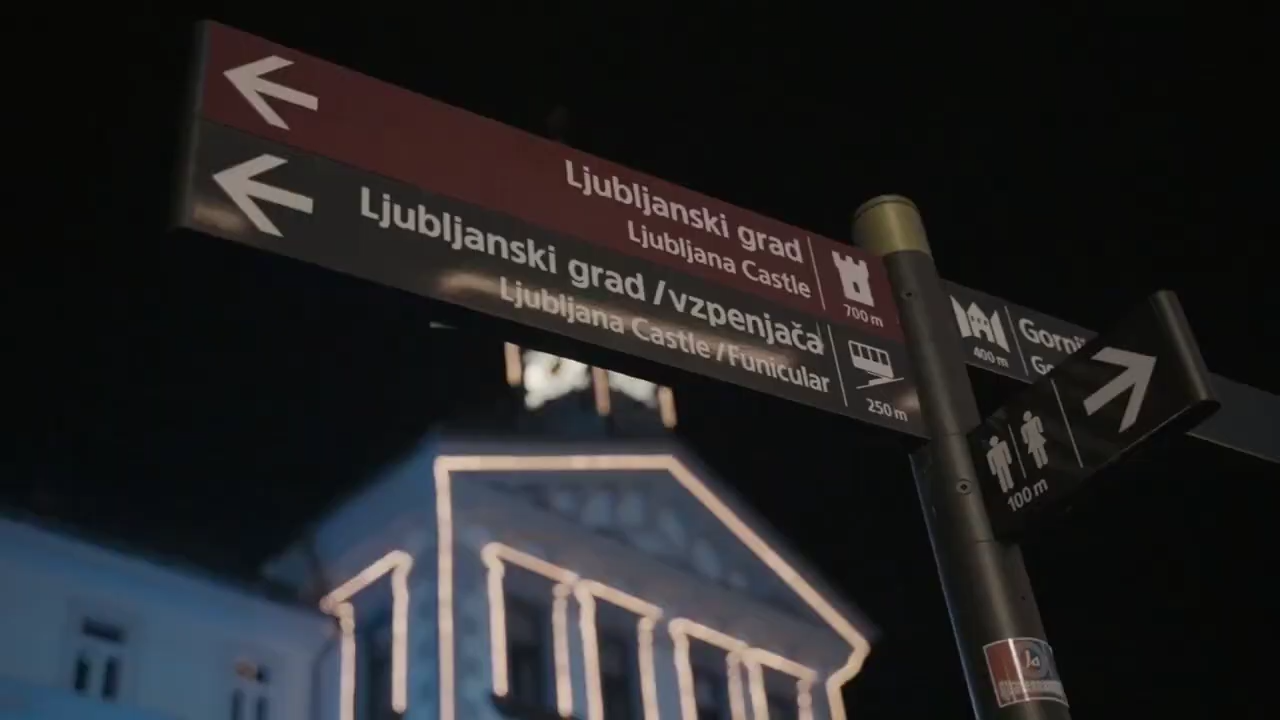 Ljubljanski grad
Ljubljana Castle
700 m
Ljubljanski grad / vzpenjača
Ljubljana Castle / Funicular
250 m
400 m
100 m